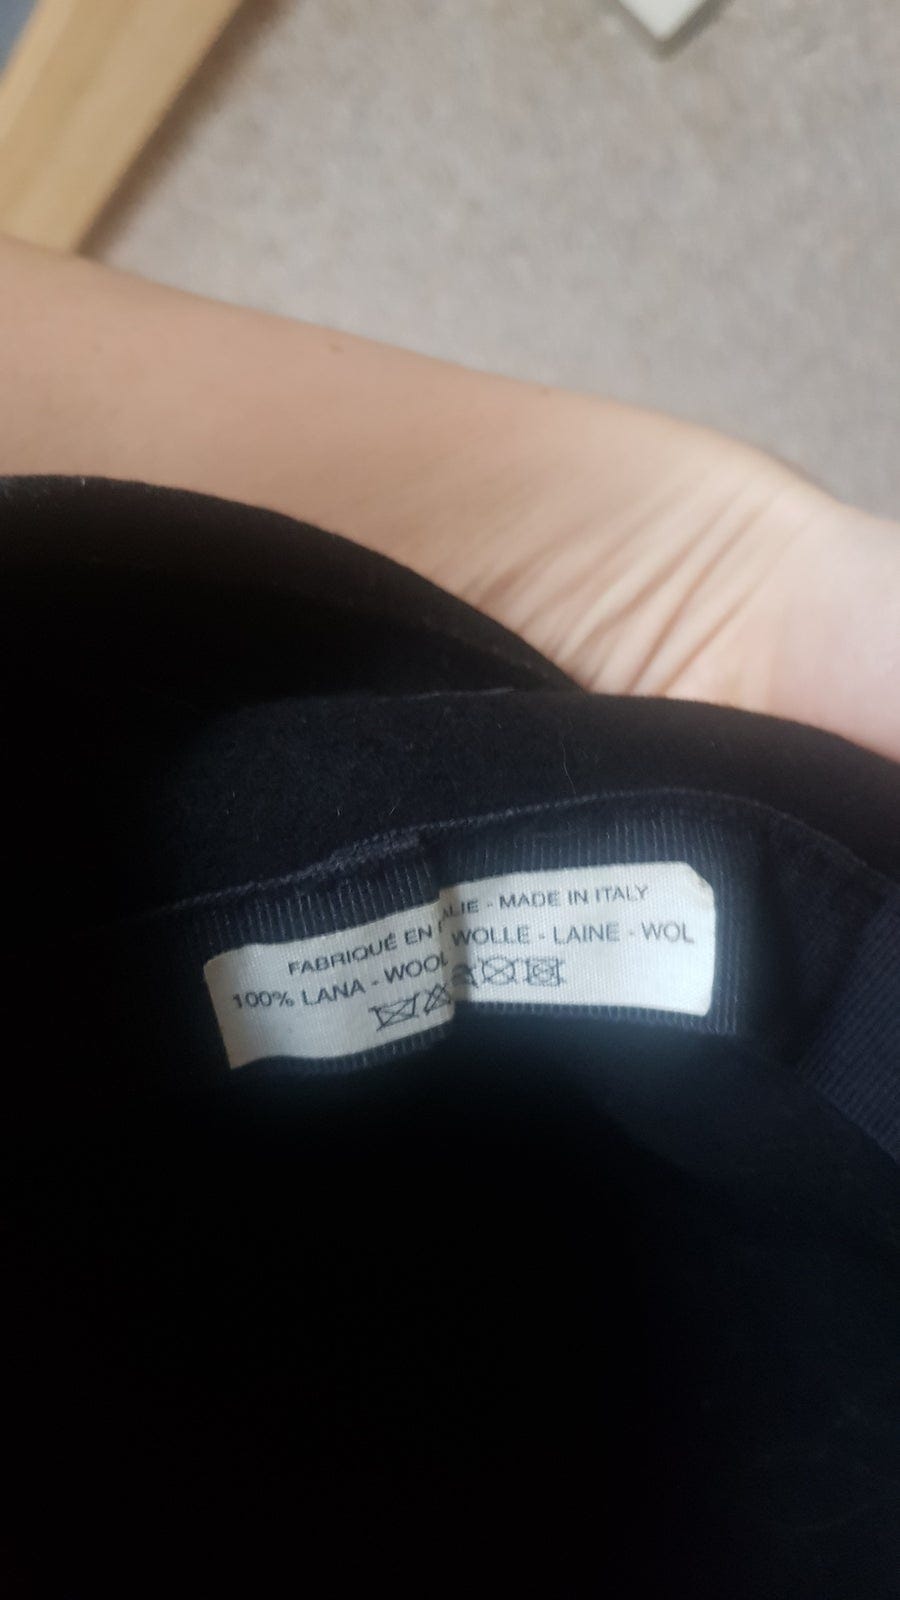 FABRIQUÉ EN ALIE - MADE IN ITALY
100% LANA - WOOL WOLLE - LAINE - WOL